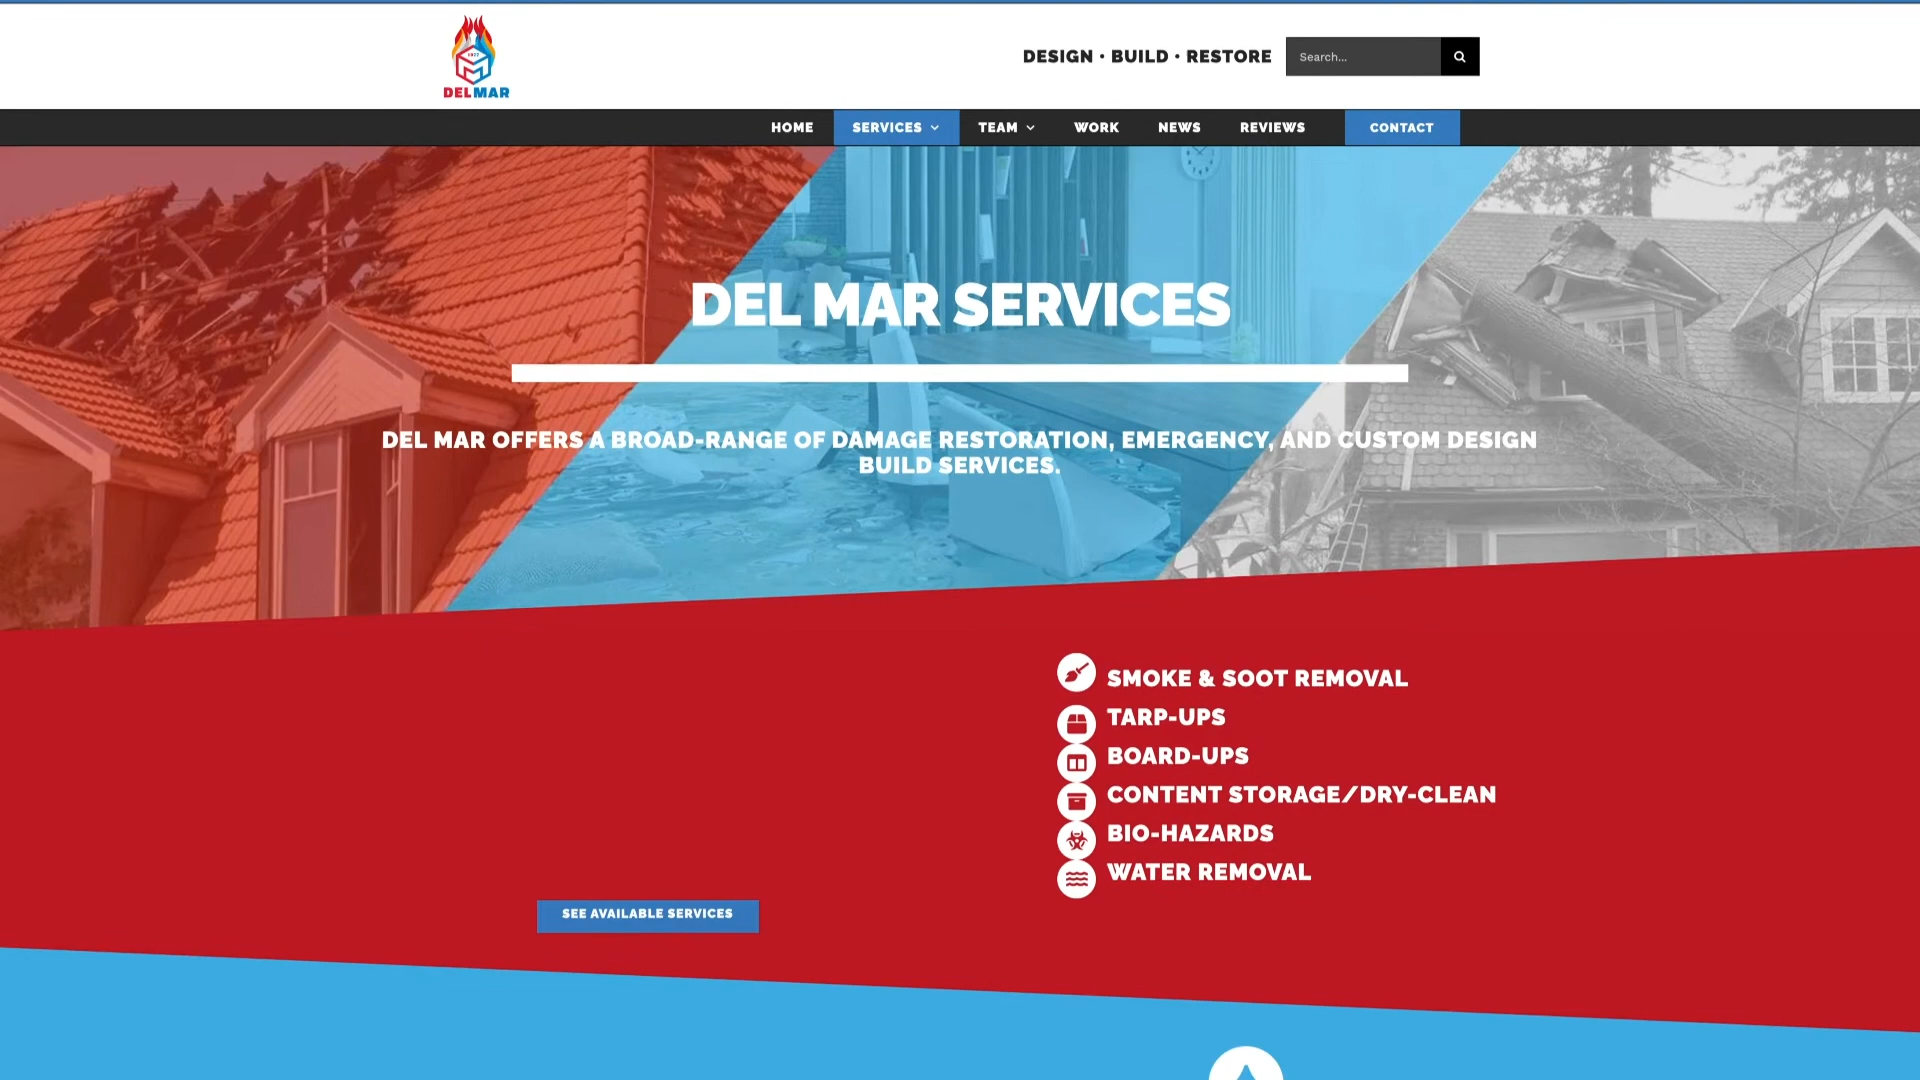 DELMAR
DESIGN • BUILD • RESTORE
Search...
HOME
SERVICES
TEAM
WORK
NEWS
REVIEWS
CONTACT
DEL MAR SERVICES
DEL MAR OFFERS A BROAD-RANGE OF DAMAGE RESTORATION, EMERGENCY, AND CUSTOM DESIGN
BUILD SERVICES.
SMOKE & SOOT REMOVAL
TARP-UPS
BOARD-UPS
CONTENT STORAGE/DRY-CLEAN
BIO-HAZARDS
WATER REMOVAL
SEE AVAILABLE SERVICES